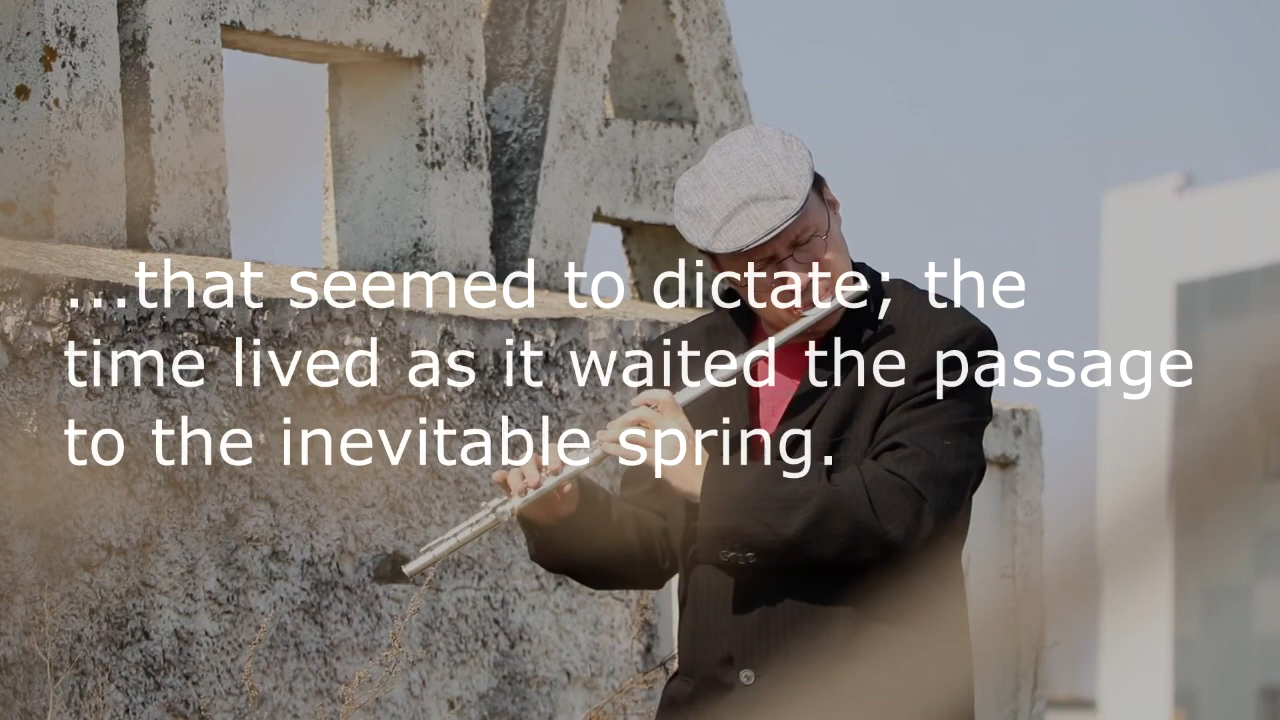 ...that seemed to dictate; the
time lived as it waited the passage
to the inevitable spring.